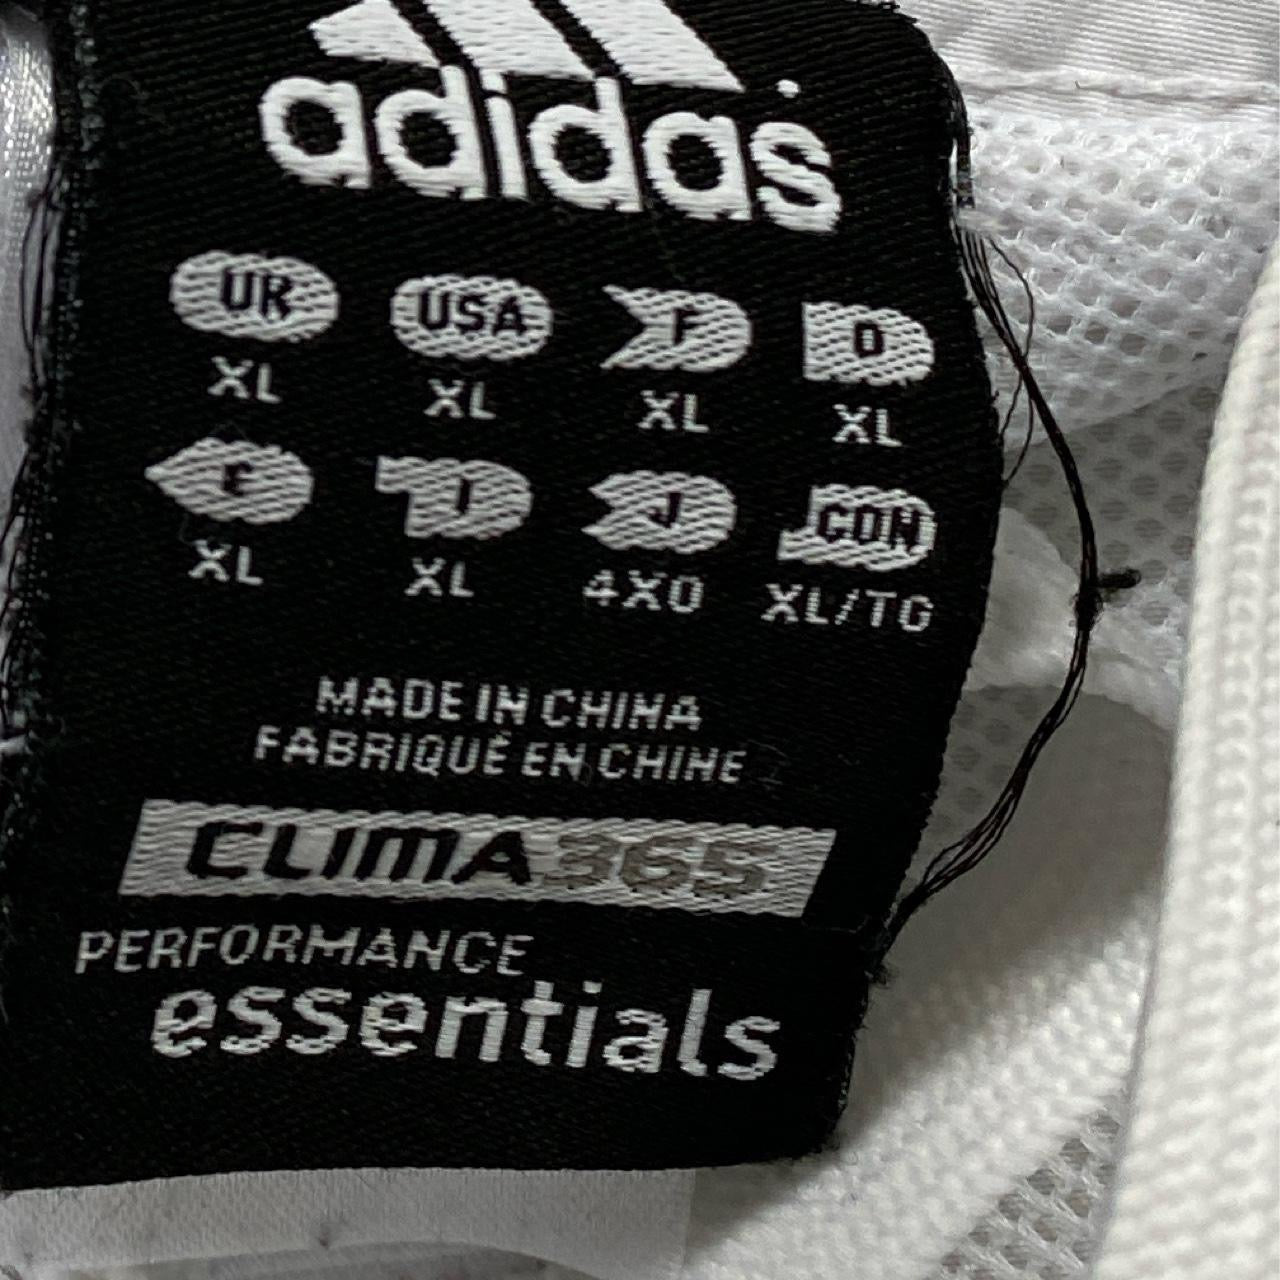 adidas
UR USA F D
XL XL XL XL
E I J CON
XL XL 4XO XL/TG
MADE IN CHINA
FABRIQUÉ EN CHINE
CLIMA365
PERFORMANCE
essentials